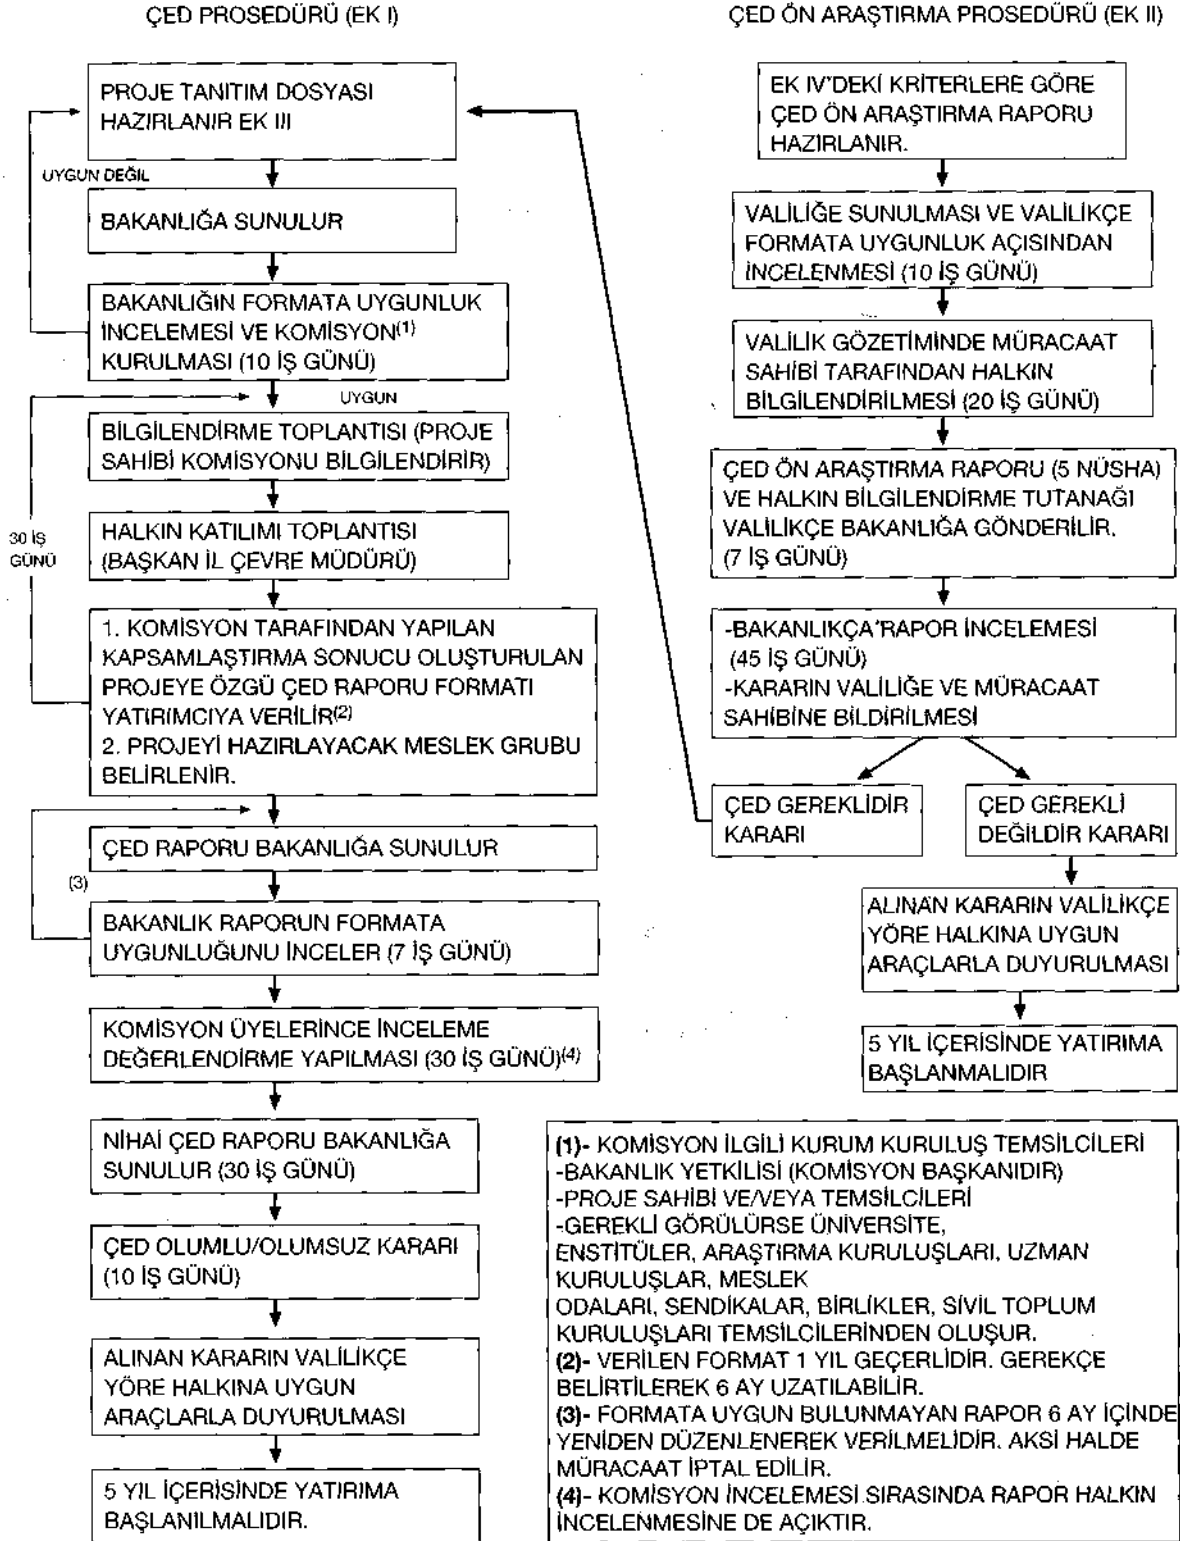 ÇED PROSEDÜRÜ (EK I)
PROJE TANITIM DOSYASI
HAZIRLANIR EK III
UYGUN DEĞİL
BAKANLIĞA SUNULUR
BAKANLIĞIN FORMATA UYGUNLUK
İNCELEMESİ VE KOMİSYON(1)
KURULMASI (10 İŞ GÜNÜ)
UYGUN
BİLGİLENDİRME TOPLANTISI (PROJE
SAHİBİ KOMİSYONU BİLGİLENDİRİR)
30 İŞ
GÜNÜ
HALKIN KATILIMI TOPLANTISI
(BAŞKAN İL ÇEVRE MÜDÜRÜ)
1. KOMİSYON TARAFINDAN YAPILAN
KAPSAMLAŞTIRMA SONUCU OLUŞTURULAN
PROJEYE ÖZGÜ ÇED RAPORU FORMATI
YATIRIMCIYA VERİLİR(2)
2. PROJEYİ HAZIRLAYACAK MESLEK GRUBU
BELİRLENİR.
ÇED RAPORU BAKANLIĞA SUNULUR
(3)
BAKANLIK RAPORUN FORMATA
UYGUNLUĞUNU İNCELER (7 İŞ GÜNÜ)
KOMİSYON ÜYELERİNCE İNCELEME
DEĞERLENDİRME YAPILMASI (30 İŞ GÜNÜ)(4)
NİHAİ ÇED RAPORU BAKANLIĞA
SUNULUR (30 İŞ GÜNÜ)
ÇED OLUMLU/OLUMSUZ KARARI
(10 İŞ GÜNÜ)
ALINAN KARARIN VALİLİKÇE
YÖRE HALKINA UYGUN
ARAÇLARLA DUYURULMASI
5 YIL İÇERİSİNDE YATIRIMA
BAŞLANILMALIDIR.
ÇED ÖN ARAŞTIRMA PROSEDÜRÜ (EK II)
EK IV'DEKİ KRİTERLERE GÖRE
ÇED ÖN ARAŞTIRMA RAPORU
HAZIRLANIR.
VALİLİĞE SUNULMASI VE VALİLİKÇE
FORMATA UYGUNLUK AÇISINDAN
İNCELENMESİ (10 İŞ GÜNÜ)
VALİLİK GÖZETİMİNDE MÜRACAAT
SAHİBİ TARAFINDAN HALKIN
BİLGİLENDİRİLMESİ (20 İŞ GÜNÜ)
ÇED ÖN ARAŞTIRMA RAPORU (5 NÜSHA)
VE HALKIN BİLGİLENDİRME TUTANAĞI
VALİLİKÇE BAKANLIĞA GÖNDERİLİR.
(7 İŞ GÜNÜ)
-BAKANLIKÇA RAPOR İNCELEMESİ
(45 İŞ GÜNÜ)
-KARARIN VALİLİĞE VE MÜRACAAT
SAHİBİNE BİLDİRİLMESİ
ÇED GEREKLİDİR
KARARI
ÇED GEREKLİ
DEĞİLDİR KARARI
ALINAN KARARIN VALİLİKÇE
YÖRE HALKINA UYGUN
ARAÇLARLA DUYURULMASI
5 YIL İÇERİSİNDE YATIRIMA
BAŞLANMALIDIR
(1)- KOMİSYON İLGİLİ KURUM KURULUŞ TEMSİLCİLERİ
-BAKANLIK YETKİLİSİ (KOMİSYON BAŞKANIDIR)
-PROJE SAHİBİ VE/VEYA TEMSİLCİLERİ
-GEREKLİ GÖRÜLÜRSE ÜNİVERSİTE,
ENSTİTÜLER, ARAŞTIRMA KURULUŞLARI, UZMAN
KURULUŞLAR, MESLEK
ODALARI, SENDİKALAR, BİRLİKLER, SİVİL TOPLUM
KURULUŞLARI TEMSİLCİLERİNDEN OLUŞUR.
(2)- VERİLEN FORMAT 1 YIL GEÇERLİDİR. GEREKÇE
BELİRTİLEREK 6 AY UZATILABİLİR.
(3)- FORMATA UYGUN BULUNMAYAN RAPOR 6 AY İÇİNDE
YENİDEN DÜZENLENEREK VERİLMELİDİR. AKSİ HALDE
MÜRACAAT İPTAL EDİLİR.
(4)- KOMİSYON İNCELEMESİ SIRASINDA RAPOR HALKIN
İNCELENMESİNE DE AÇIKTIR.